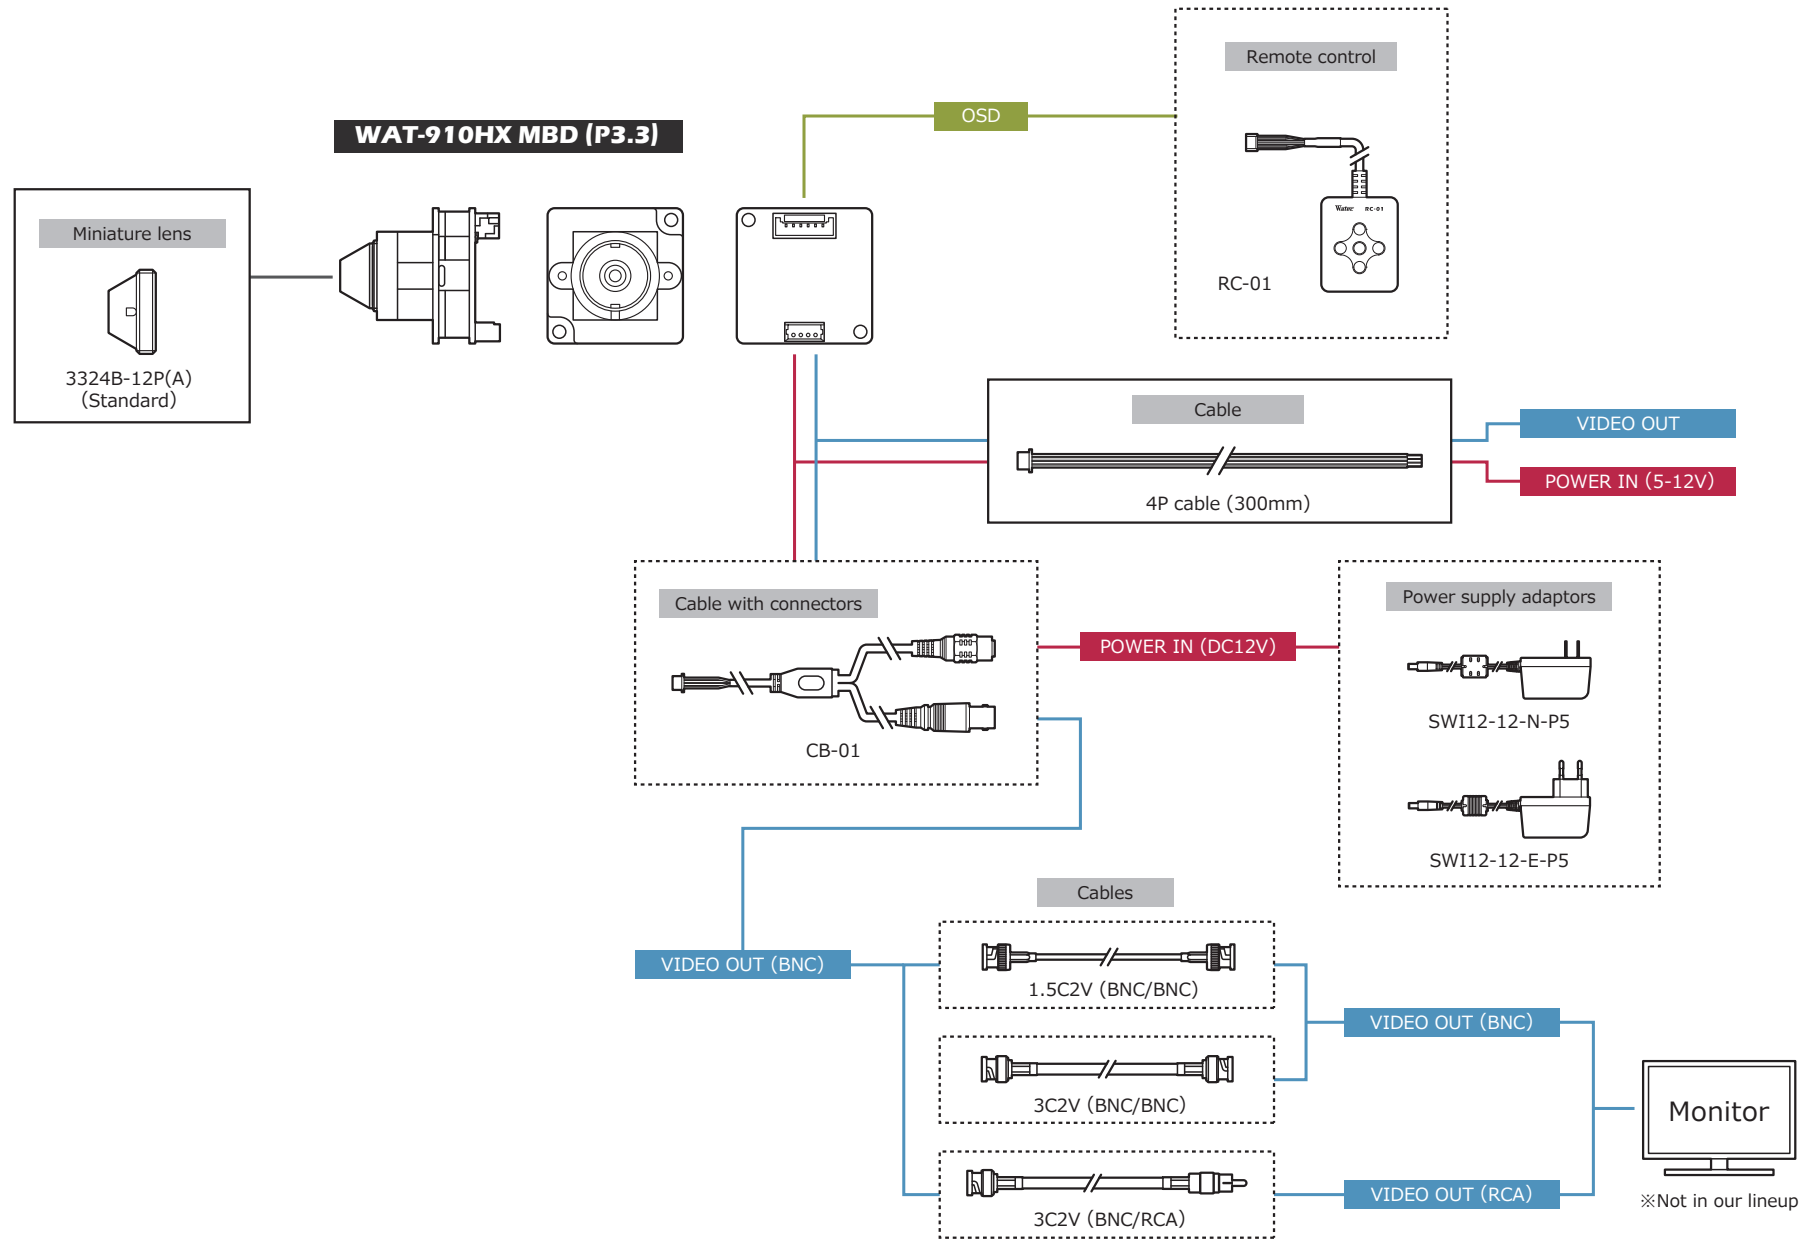 Remote control
OSD
WAT-910HX MBD (P3.3)
Watec RC-01
RC-01
Miniature lens
3324B-12P(A)
(Standard)
Cable
4P cable (300mm)
VIDEO OUT
POWER IN (5-12V)
Cable with connectors
CB-01
POWER IN (DC12V)
Power supply adaptors
SWI12-12-N-P5
SWI12-12-E-P5
Cables
VIDEO OUT (BNC)
1.5C2V (BNC/BNC)
3C2V (BNC/BNC)
3C2V (BNC/RCA)
VIDEO OUT (BNC)
VIDEO OUT (RCA)
Monitor
※Not in our lineup